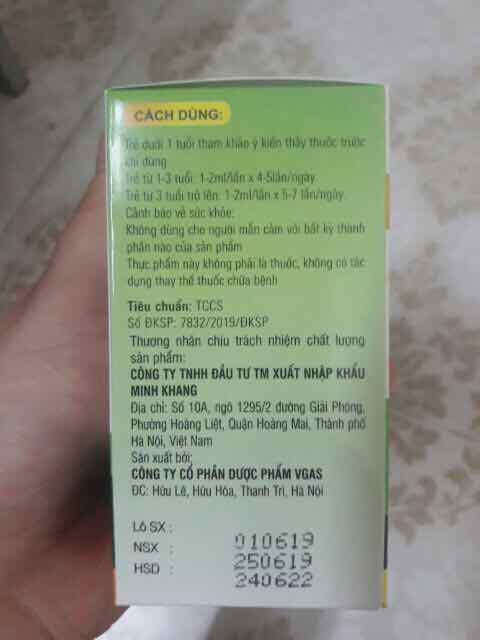 CÁCH DÙNG:
Trẻ dưới 1 tuổi tham khảo ý kiến thầy thuốc trước
khi dùng
Trẻ từ 1-3 tuổi: 1-2ml/lần x 4-5lần/ngày
Trẻ từ 3 tuổi trở lên: 1-2ml/lần x 5-7 lần/ngày
Cảnh báo về sức khỏe:
Không dùng cho người mẫn cảm với bất kỳ thành
phần nào của sản phẩm
Thực phẩm này không phải là thuốc, không có tác
dụng thay thế thuốc chữa bệnh
Tiêu chuẩn: TCCS
Số ĐKSP: 7832/2019/ĐKSP
Thương nhân chịu trách nhiệm chất lượng
sản phẩm:
CÔNG TY TNHH ĐẦU TƯ TM XUẤT NHẬP KHẨU
MINH KHANG
Địa chỉ: Số 10A, ngõ 1295/2 đường Giải Phóng,
Phường Hoàng Liệt, Quận Hoàng Mai, Thành phố
Hà Nội, Việt Nam
Sản xuất bởi:
CÔNG TY CỔ PHẦN DƯỢC PHẨM VGAS
ĐC: Hữu Lê, Hữu Hòa, Thanh Trì, Hà Nội
Lô SX : 010619
NSX : 250619
HSD : 240622